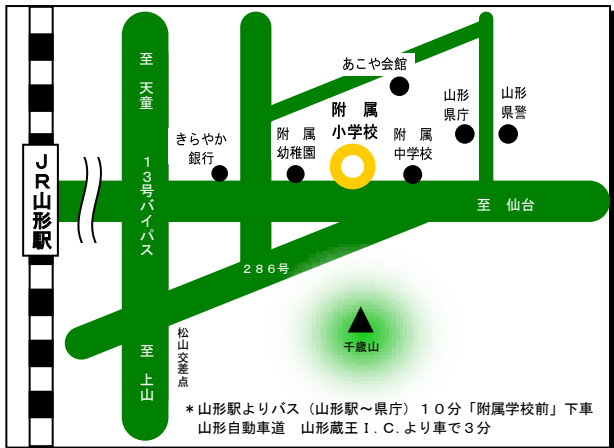 至　天童
１３号バイパス
至　上山
ＪＲ山形駅
きらやか
銀行
附　属
幼稚園
附　属
小学校
あこや会館
附　属
中学校
山形
県庁
山形
県警
至　仙台
２８６号
松山交差点
千歳山
＊山形駅よりバス（山形駅～県庁）１０分「附属学校前」下車
山形自動車道　山形蔵王Ｉ.Ｃ.より車で３分